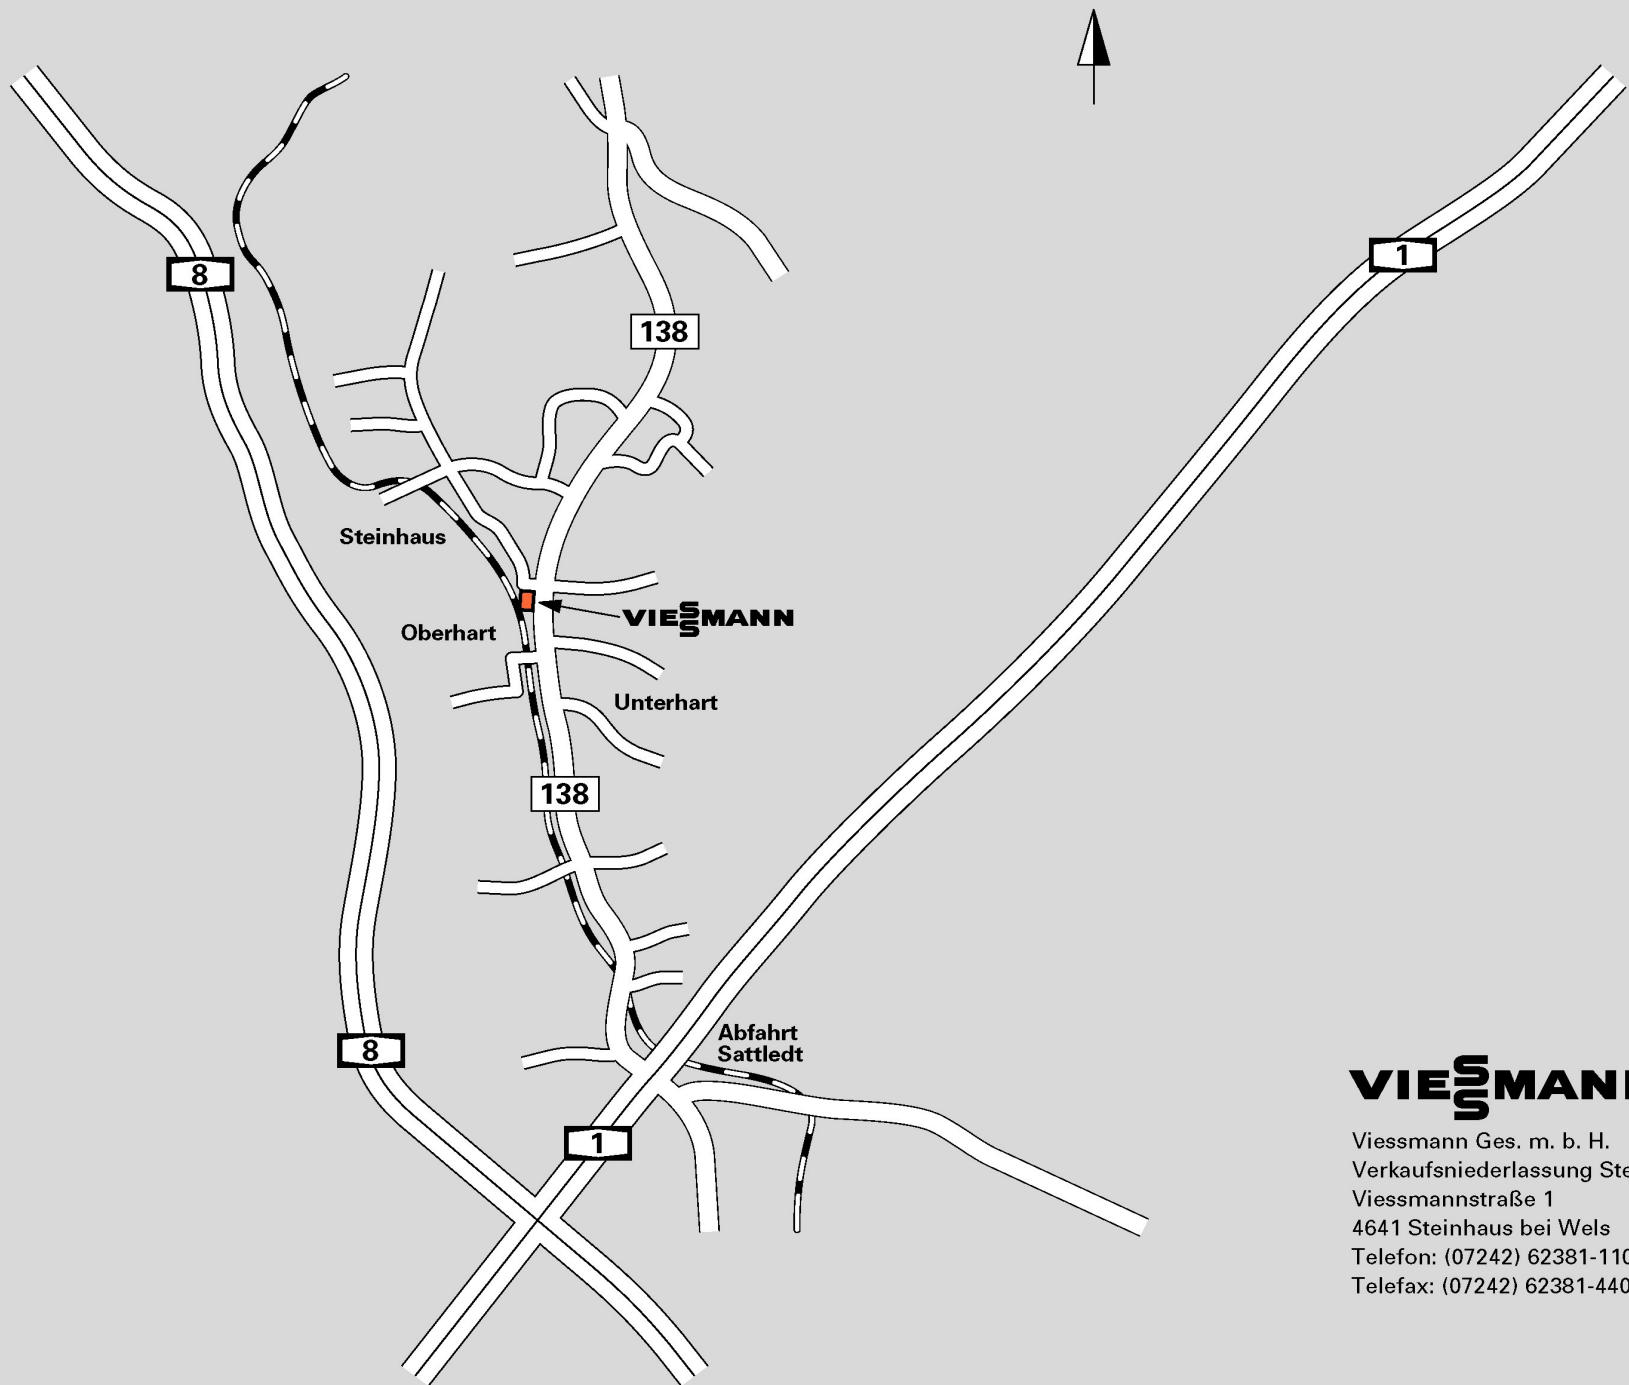 8
1
138
Steinhaus
VIESSMANN
Oberhart
Unterhart
138
Abfahrt
Sattledt
8
1
VIESSMAN
Viessmann Ges. m. b. H.
Verkaufsniederlassung Ste
Viessmannstraße 1
4641 Steinhaus bei Wels
Telefon: (07242) 62381-110
Telefax: (07242) 62381-440